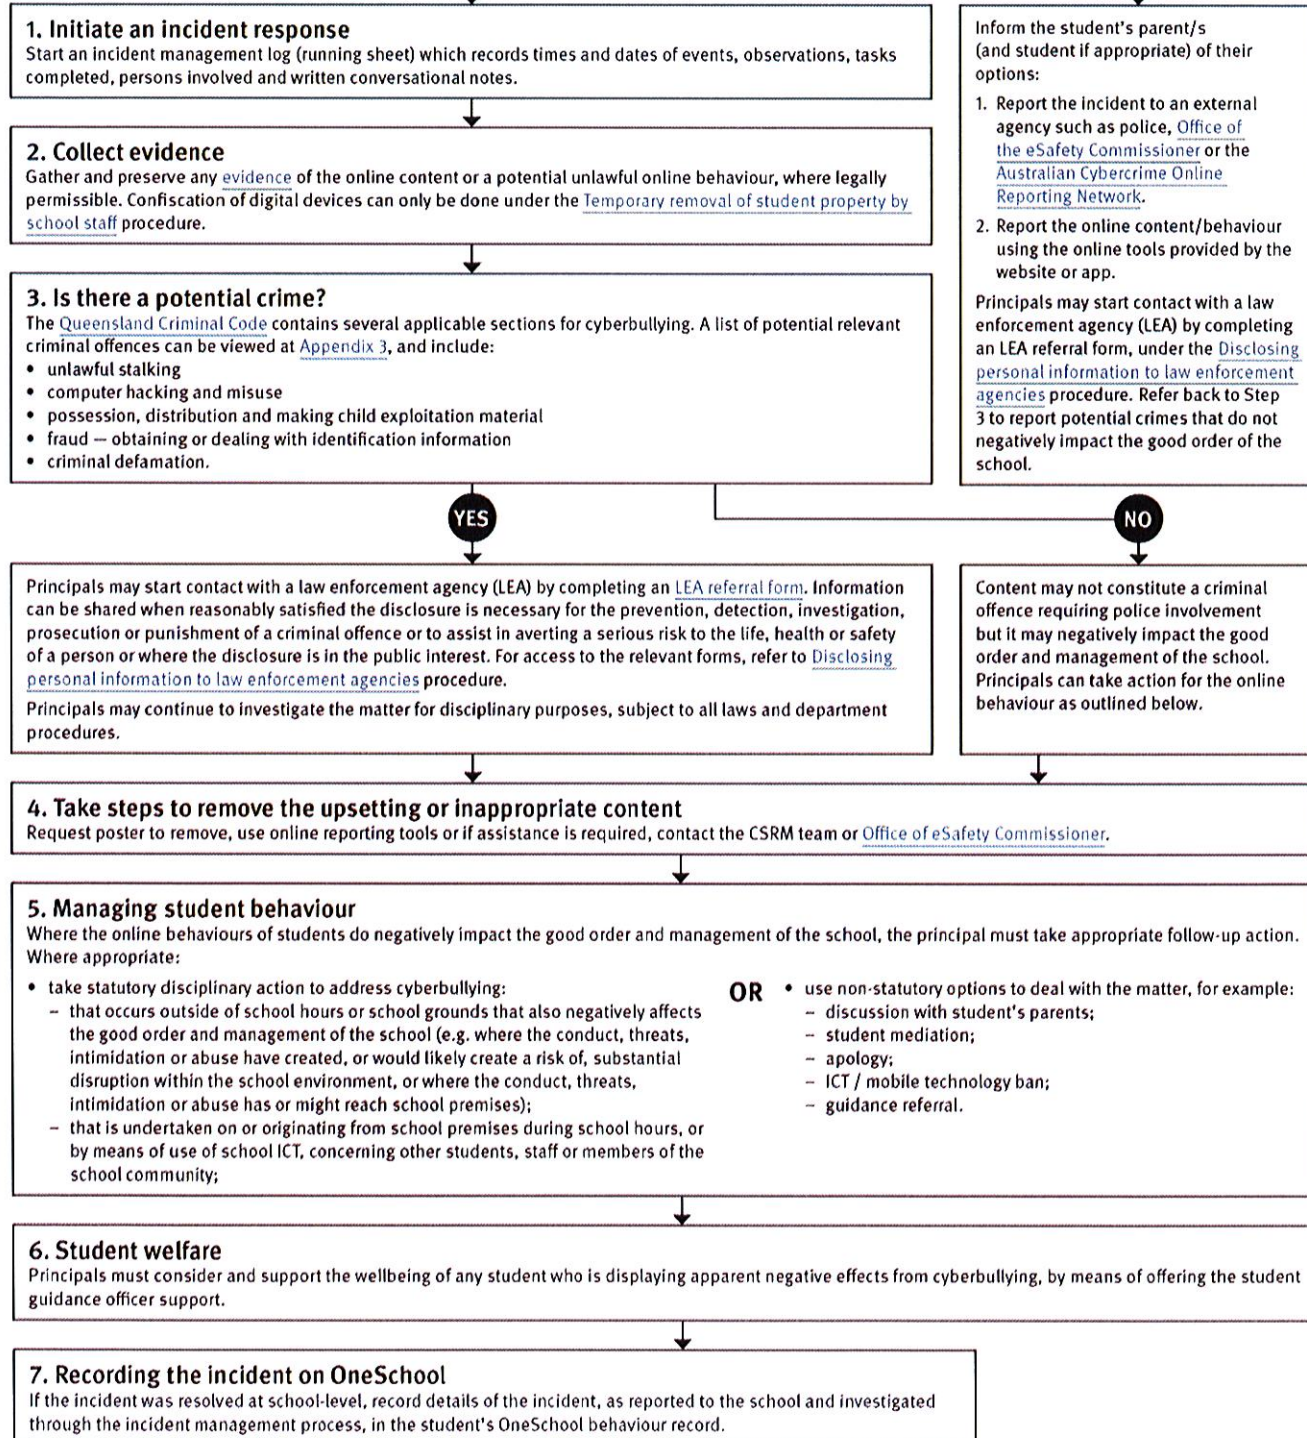 1. Initiate an incident response
Start an incident management log (running sheet) which records times and dates of events, observations, tasks
completed, persons involved and written conversational notes.
2. Collect evidence
Gather and preserve any evidence of the online content or a potential unlawful online behaviour, where legally
permissible. Confiscation of digital devices can only be done under the Temporary removal of student property by
school staff procedure.
3. Is there a potential crime?
The Queensland Criminal Code contains several applicable sections for cyberbullying. A list of potential relevant
criminal offences can be viewed at Appendix 3, and include:
• unlawful stalking
• computer hacking and misuse
• possession, distribution and making child exploitation material
• fraud — obtaining or dealing with identification information
• criminal defamation.
Inform the student's parent/s
(and student if appropriate) of their
options:
1. Report the incident to an external
agency such as police, Office of
the eSafety Commissioner or the
Australian Cybercrime Online
Reporting Network.
2. Report the online content/behaviour
using the online tools provided by the
website or app.
Principals may start contact with a law
enforcement agency (LEA) by completing
an LEA referral form, under the Disclosing
personal information to law enforcement
agencies procedure. Refer back to Step
3 to report potential crimes that do not
negatively impact the good order of the
school.
YES
NO
Principals may start contact with a law enforcement agency (LEA) by completing an LEA referral form. Information
can be shared when reasonably satisfied the disclosure is necessary for the prevention, detection, investigation,
prosecution or punishment of a criminal offence or to assist in averting a serious risk to the life, health or safety
of a person or where the disclosure is in the public interest. For access to the relevant forms, refer to Disclosing
personal information to law enforcement agencies procedure.
Principals may continue to investigate the matter for disciplinary purposes, subject to all laws and department
procedures.
Content may not constitute a criminal
offence requiring police involvement
but it may negatively impact the good
order and management of the school.
Principals can take action for the online
behaviour as outlined below.
4. Take steps to remove the upsetting or inappropriate content
Request poster to remove, use online reporting tools or if assistance is required, contact the CSRM team or Office of eSafety Commissioner.
5. Managing student behaviour
Where the online behaviours of students do negatively impact the good order and management of the school, the principal must take appropriate follow-up action.
Where appropriate:
• take statutory disciplinary action to address cyberbullying:
– that occurs outside of school hours or school grounds that also negatively affects
the good order and management of the school (e.g. where the conduct, threats,
intimidation or abuse have created, or would likely create a risk of, substantial
disruption within the school environment, or where the conduct, threats,
intimidation or abuse has or might reach school premises);
– that is undertaken on or originating from school premises during school hours, or
by means of use of school ICT, concerning other students, staff or members of the
school community;
OR
• use non-statutory options to deal with the matter, for example:
– discussion with student's parents;
– student mediation;
– apology;
– ICT / mobile technology ban;
– guidance referral.
6. Student welfare
Principals must consider and support the wellbeing of any student who is displaying apparent negative effects from cyberbullying, by means of offering the student
guidance officer support.
7. Recording the incident on OneSchool
If the incident was resolved at school-level, record details of the incident, as reported to the school and investigated
through the incident management process, in the student's OneSchool behaviour record.